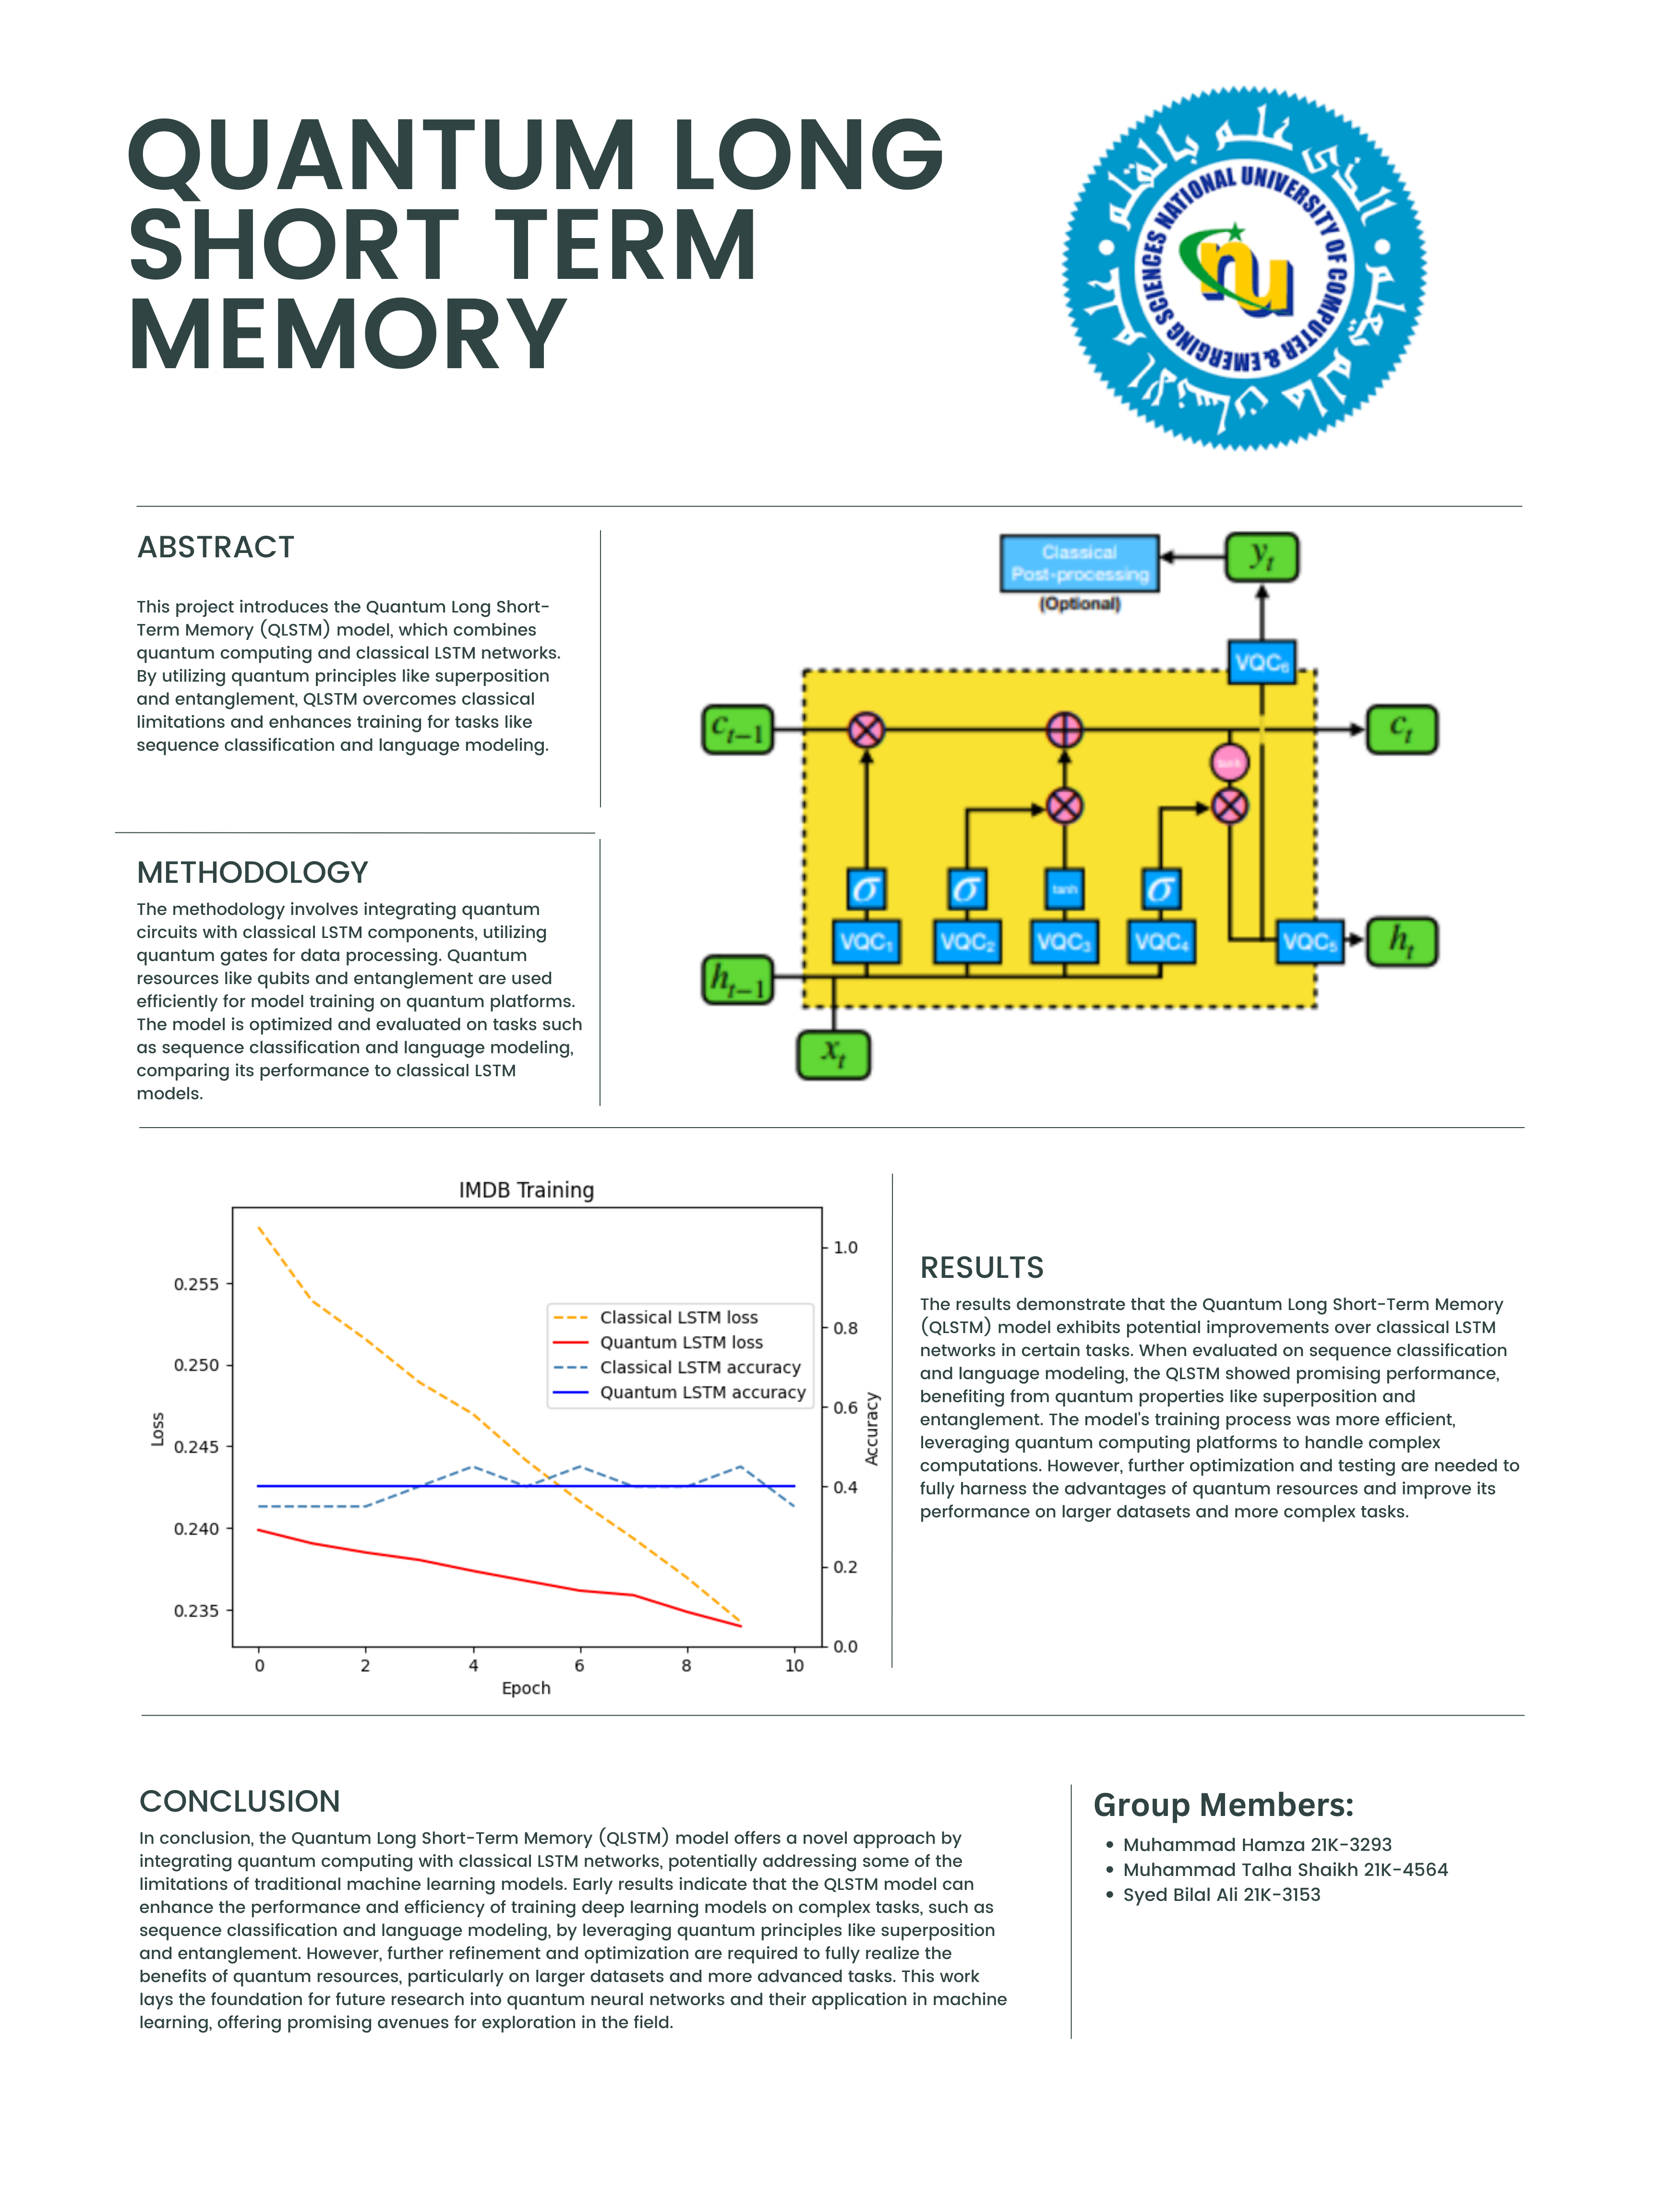 QUANTUM LONG
SHORT TERM
MEMORY
الذى علم بالقلم
علم الانسان مالم يعلم
NATIONAL UNIVERSITY OF COMPUTER & EMERGING SCIENCES
nu
ABSTRACT
This project introduces the Quantum Long Short-
Term Memory (QLSTM) model, which combines
quantum computing and classical LSTM networks.
By utilizing quantum principles like superposition
and entanglement, QLSTM overcomes classical
limitations and enhances training for tasks like
sequence classification and language modeling.
METHODOLOGY
The methodology involves integrating quantum
circuits with classical LSTM components, utilizing
quantum gates for data processing. Quantum
resources like qubits and entanglement are used
efficiently for model training on quantum platforms.
The model is optimized and evaluated on tasks such
as sequence classification and language modeling,
comparing its performance to classical LSTM
models.
Classical
Post-processing
(Optional)
y_t
VQC₆
c_{t−1}
c_t
tanh
σ
σ
tanh
σ
VQC₁
VQC₂
VQC₃
VQC₄
VQC₅
h_t
h_{t−1}
x_t
IMDB Training
Loss
0.255
0.250
0.245
0.240
0.235
Classical LSTM loss
Quantum LSTM loss
Classical LSTM accuracy
Quantum LSTM accuracy
1.0
0.8
0.6
0.4
0.2
0.0
Accuracy
0 2 4 6 8 10
Epoch
RESULTS
The results demonstrate that the Quantum Long Short-Term Memory
(QLSTM) model exhibits potential improvements over classical LSTM
networks in certain tasks. When evaluated on sequence classification
and language modeling, the QLSTM showed promising performance,
benefiting from quantum properties like superposition and
entanglement. The model's training process was more efficient,
leveraging quantum computing platforms to handle complex
computations. However, further optimization and testing are needed to
fully harness the advantages of quantum resources and improve its
performance on larger datasets and more complex tasks.
CONCLUSION
In conclusion, the Quantum Long Short-Term Memory (QLSTM) model offers a novel approach by
integrating quantum computing with classical LSTM networks, potentially addressing some of the
limitations of traditional machine learning models. Early results indicate that the QLSTM model can
enhance the performance and efficiency of training deep learning models on complex tasks, such as
sequence classification and language modeling, by leveraging quantum principles like superposition
and entanglement. However, further refinement and optimization are required to fully realize the
benefits of quantum resources, particularly on larger datasets and more advanced tasks. This work
lays the foundation for future research into quantum neural networks and their application in machine
learning, offering promising avenues for exploration in the field.
Group Members:
• Muhammad Hamza 21K-3293
• Muhammad Talha Shaikh 21K-4564
• Syed Bilal Ali 21K-3153